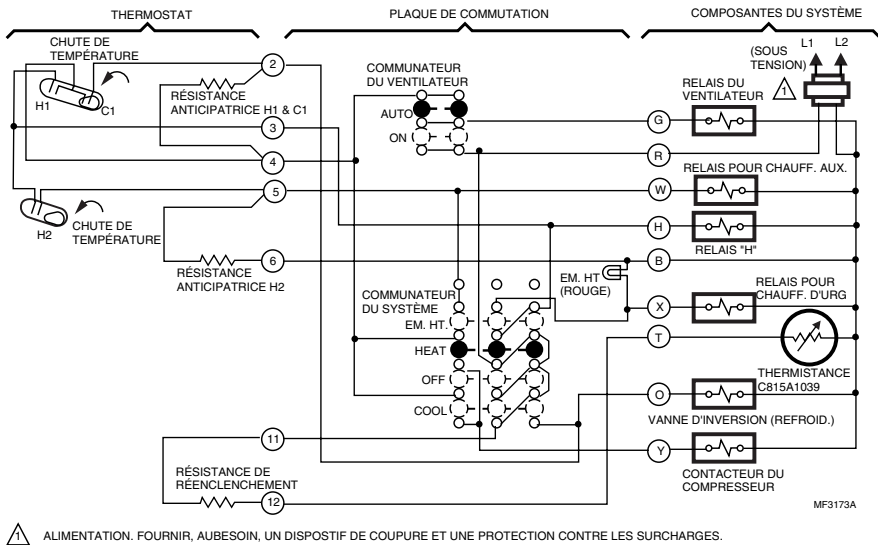 THERMOSTAT
PLAQUE DE COMMUTATION
COMPOSANTES DU SYSTÈME
CHUTE DE
TEMPÉRATURE
H1
C1
2
RÉSISTANCE
ANTICIPATRICE H1 & C1
3
4
5
H2
CHUTE DE
TEMPÉRATURE
6
RÉSISTANCE
ANTICIPATRICE H2
11
RÉSISTANCE DE
RÉENCLENCHEMENT
12
COMMUNATEUR
DU VENTILATEUR
AUTO
ON
COMMUNATEUR
DU SYSTÈME
EM. HT.
HEAT
OFF
COOL
EM. HT
(ROUGE)
L1
L2
(SOUS
TENSION)
1
RELAIS DU
VENTILATEUR
G
R
RELAIS POUR CHAUFF. AUX.
W
H
RELAIS "H"
B
RELAIS POUR
CHAUFF. D'URG
X
T
THERMISTANCE
C815A1039
O
VANNE D'INVERSION (REFROID.)
Y
CONTACTEUR DU
COMPRESSEUR
MF3173A
1 ALIMENTATION. FOURNIR, AUBESOIN, UN DISPOSTIF DE COUPURE ET UNE PROTECTION CONTRE LES SURCHARGES.